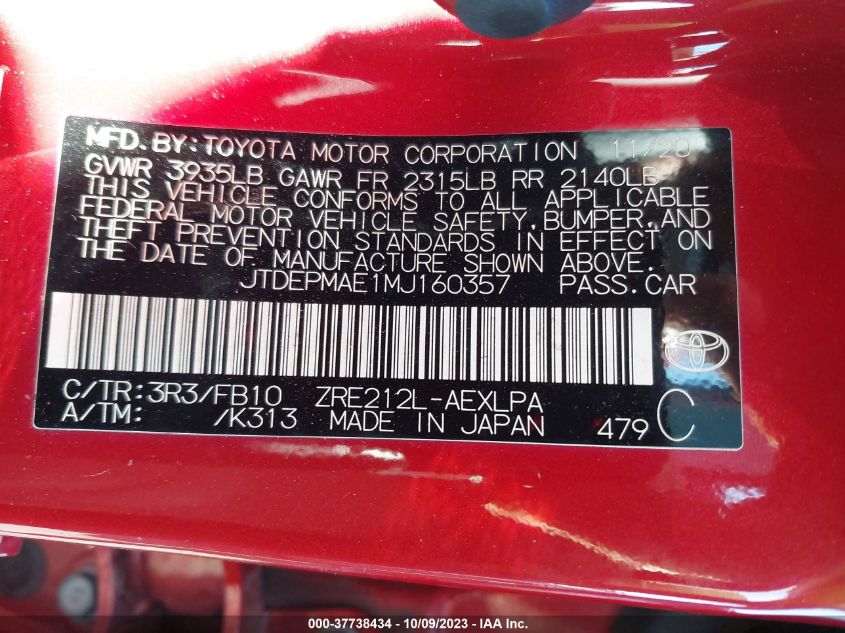 MFD. BY: TOYOTA MOTOR CORPORATION 11/20
GVWR 3935LB GAWR FR 2315LB RR 2140LB
THIS VEHICLE CONFORMS TO ALL APPLICABLE
FEDERAL MOTOR VEHICLE SAFETY, BUMPER, AND
THEFT PREVENTION STANDARDS IN EFFECT ON
THE DATE OF MANUFACTURE SHOWN ABOVE.
JTDEPMAE1MJ160357 PASS. CAR
C/TR: 3R3/FB10 ZRE212L-AEXLPA
A/TM: /K313 MADE IN JAPAN 479 C
000-37738434 - 10/09/2023 - IAA Inc.